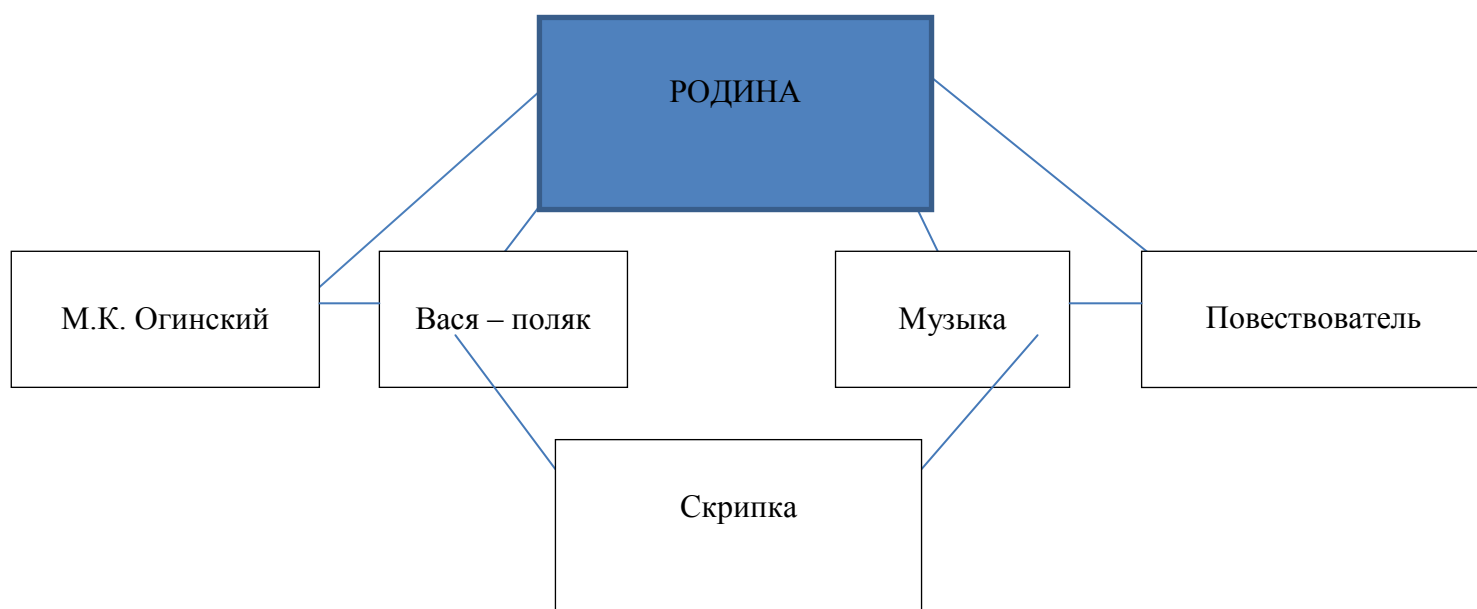 РОДИНА
М.К. Огинский
Вася – поляк
Музыка
Повествователь
Скрипка